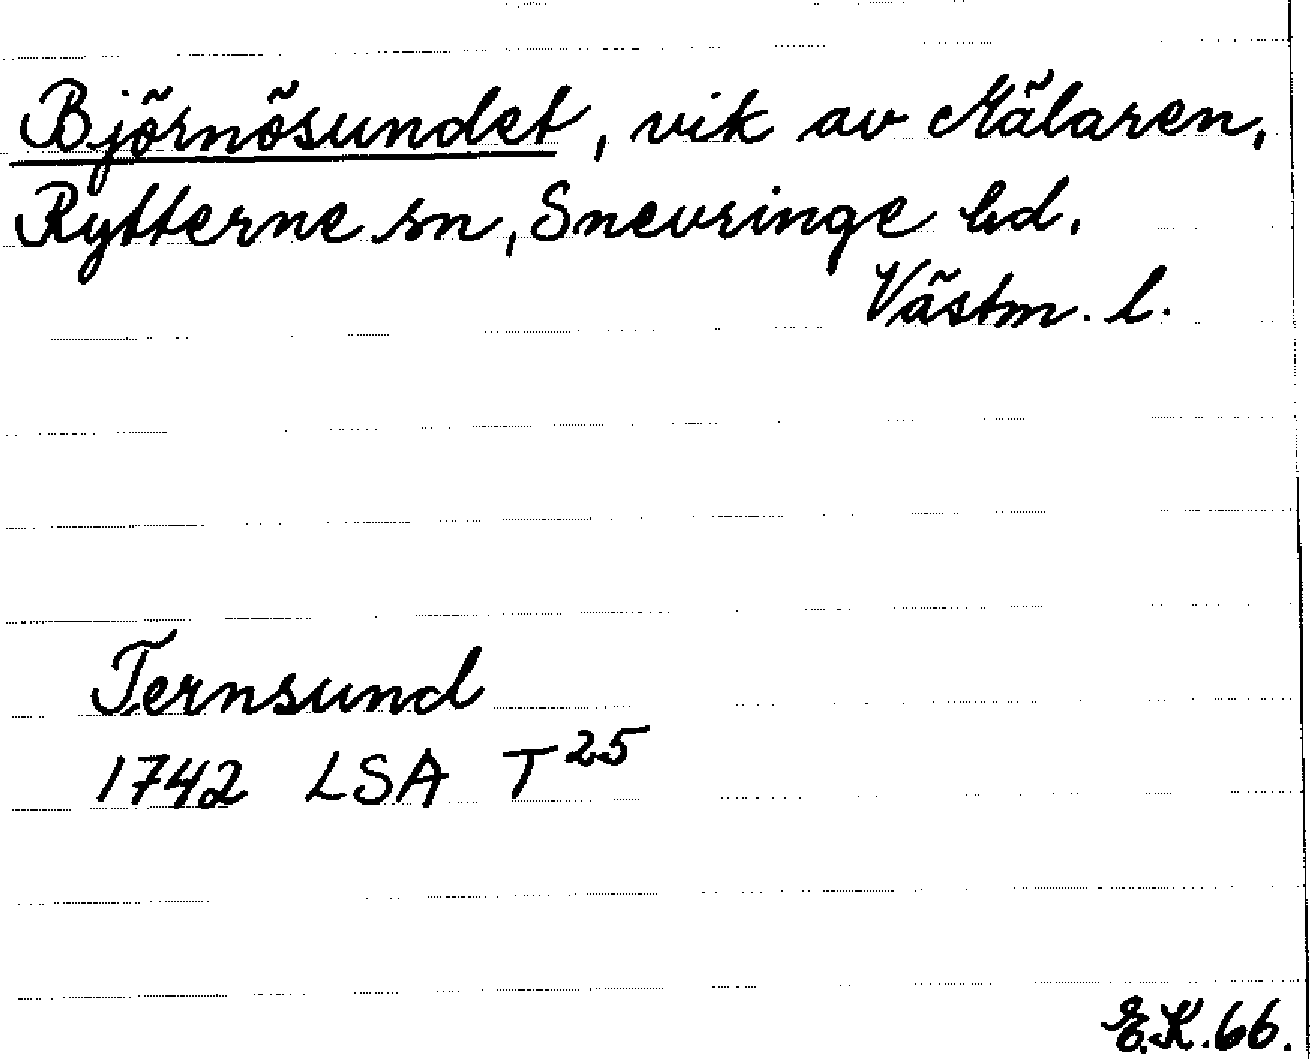 Björnösundet, vik av Mälaren,
Rytterne sn, Snevringe hd.
Västm. l.
Ternsund
1742 LSA T²⁵
E.K. 66.